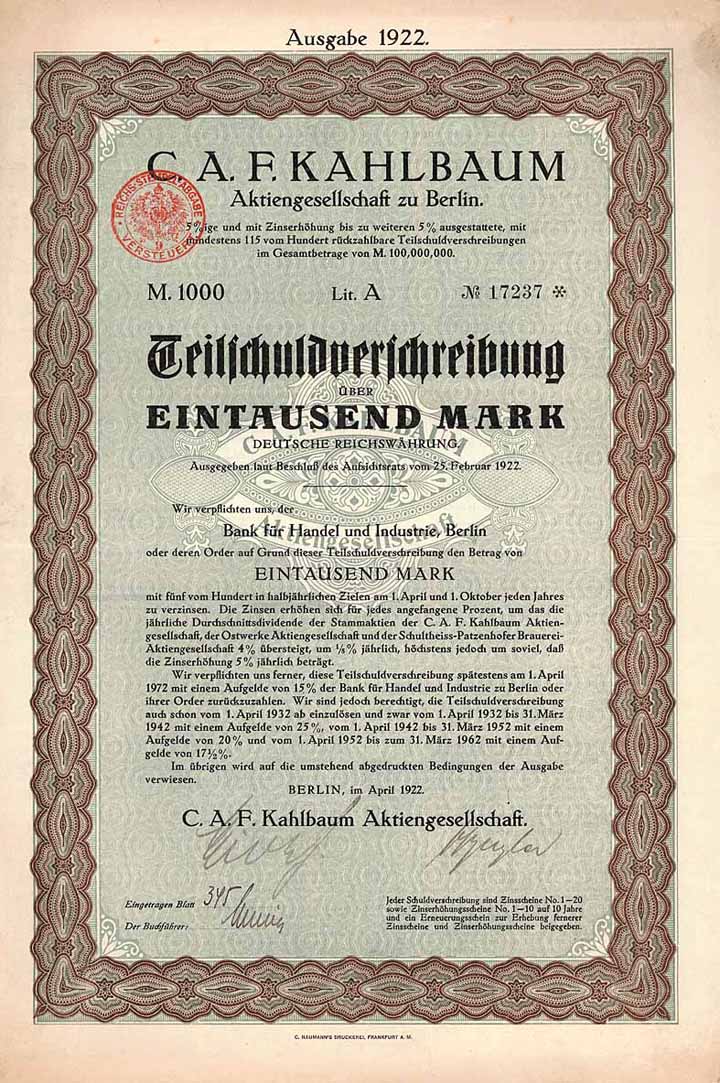 Ausgabe 1922.
C. A. F. KAHLBAUM
Aktiengesellschaft zu Berlin.
5%ige und mit Zinserhöhung bis zu weiteren 5% ausgestattete, mit
mindestens 115 vom Hundert rückzahlbare Teilschuldverschreibungen
im Gesamtbetrage von M. 100,000,000.
REICHS-STEMPELABGABE
VERSTEUERT
M. 1000 Lit. A № 17237 *
Teilschuldverschreibung
ÜBER
EINTAUSEND MARK
DEUTSCHE REICHSWÄHRUNG.
C. A. F. KAHLBAUM
Aktiengesellschaft
Ausgegeben laut Beschluß des Aufsichtsrats vom 25. Februar 1922.
Wir verpflichten uns, der
Bank für Handel und Industrie, Berlin
oder deren Order auf Grund dieser Teilschuldverschreibung den Betrag von
EINTAUSEND MARK
mit fünf vom Hundert in halbjährlichen Zielen am 1. April und 1. Oktober jeden Jahres
zu verzinsen. Die Zinsen erhöhen sich für jedes angefangene Prozent, um das die
jährliche Durchschnittsdividende der Stammaktien der C. A. F. Kahlbaum Aktien-
gesellschaft, der Ostwerke Aktiengesellschaft und der Schultheiss-Patzenhofer Brauerei-
Aktiengesellschaft 4% übersteigt, um ⅛% jährlich, höchstens jedoch um soviel, daß
die Zinserhöhung 5% jährlich beträgt.
Wir verpflichten uns ferner, diese Teilschuldverschreibung spätestens am 1. April
1972 mit einem Aufgelde von 15% der Bank für Handel und Industrie zu Berlin oder
ihrer Order zurückzuzahlen. Wir sind jedoch berechtigt, die Teilschuldverschreibung
auch schon vom 1. April 1932 ab einzulösen und zwar vom 1. April 1932 bis 31. März
1942 mit einem Aufgelde von 25%, vom 1. April 1942 bis 31. März 1952 mit einem
Aufgelde von 20% und vom 1. April 1952 bis zum 31. März 1962 mit einem Auf-
gelde von 17½%.
Im übrigen wird auf die umstehend abgedruckten Bedingungen der Ausgabe
verwiesen.
BERLIN, im April 1922.
C. A. F. Kahlbaum Aktiengesellschaft.
Eingetragen Blatt 345
Der Buchführer:
Jeder Schuldverschreibung sind Zinsscheine No. 1—20
sowie Zinserhöhungsscheine No. 1—10 auf 10 Jahre
und ein Erneuerungsschein zur Erhebung fernerer
Zinsscheine und Zinserhöhungsscheine beigegeben.
C. NAUMANN'S DRUCKEREI, FRANKFURT A. M.